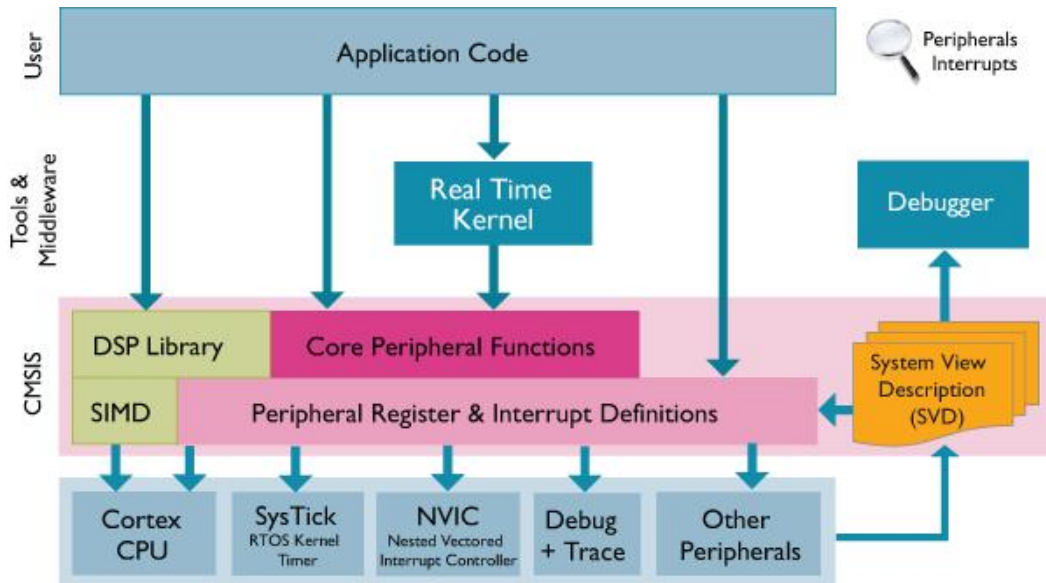 User
Application Code
Peripherals
Interrupts
Tools &
Middleware
Real Time
Kernel
Debugger
CMSIS
DSP Library
Core Peripheral Functions
SIMD
Peripheral Register & Interrupt Definitions
System View
Description
(SVD)
Cortex
CPU
SysTick
RTOS Kernel
Timer
NVIC
Nested Vectored
Interrupt Controller
Debug
+ Trace
Other
Peripherals